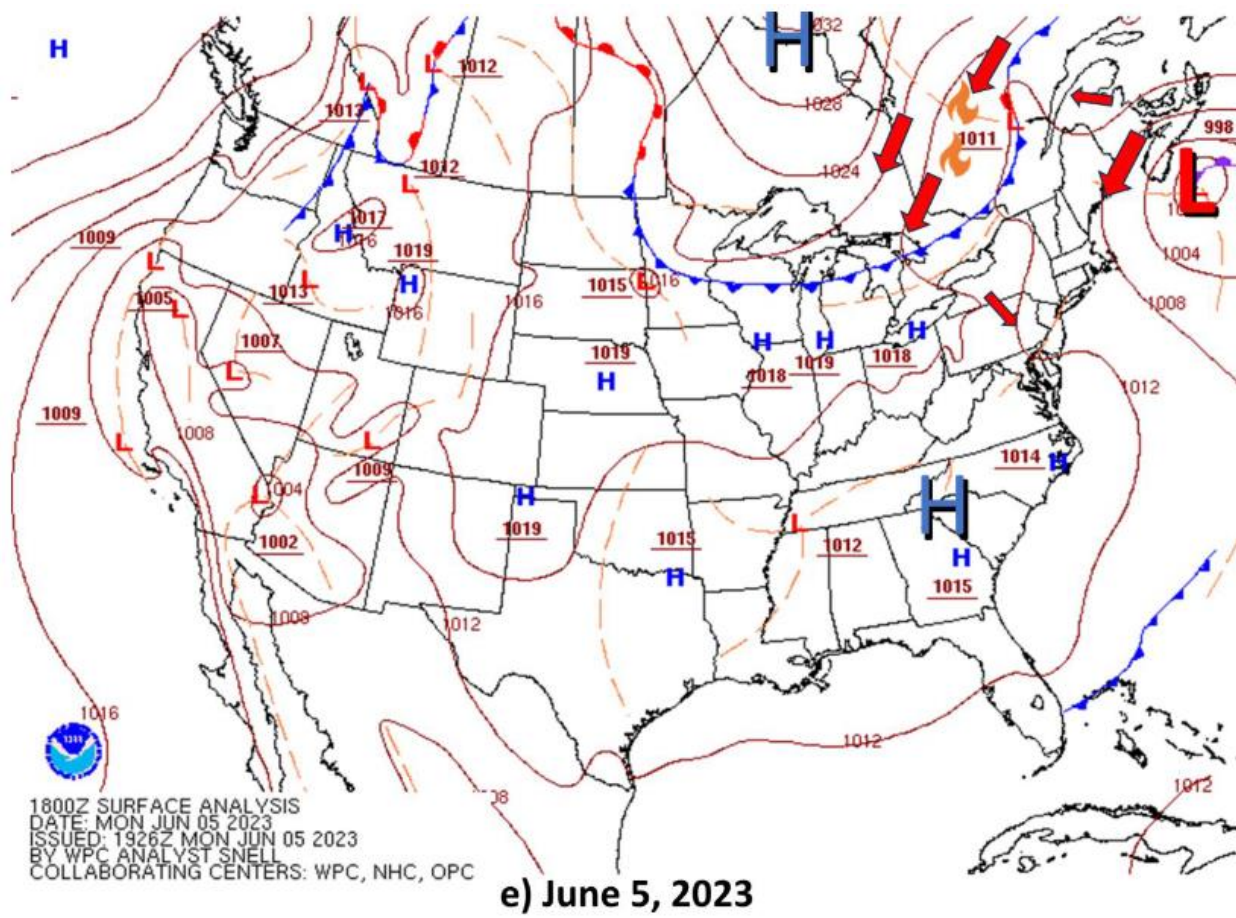 H
1032
H
L
1012
1013
L
1028
1011
L
998
L
1024
1012
L
1017
H
1016
1009
1019
H
1016
L
1004
L
1013
1016
1015
L
1016
1008
1005
L
1007
L
H
H
H
1019
H
1018
1019
1018
1012
1009
L
1008
L
1009
1014
H
L
1004
H
1019
H
1002
1015
H
L
1012
H
1015
1008
1012
1016
1012
1012
NOAA
1800Z SURFACE ANALYSIS
DATE: MON JUN 05 2023
ISSUED: 1926Z MON JUN 05 2023
BY WPC ANALYST SNELL
COLLABORATING CENTERS: WPC, NHC, OPC
e) June 5, 2023